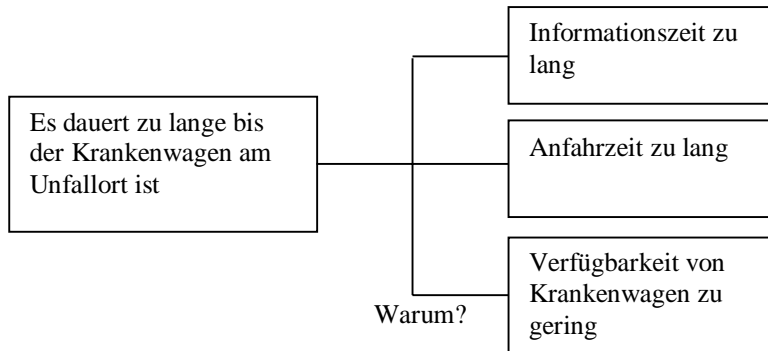 Es dauert zu lange bis
der Krankenwagen am
Unfallort ist
Informationszeit zu
lang
Anfahrzeit zu lang
Verfügbarkeit von
Krankenwagen zu
gering
Warum?